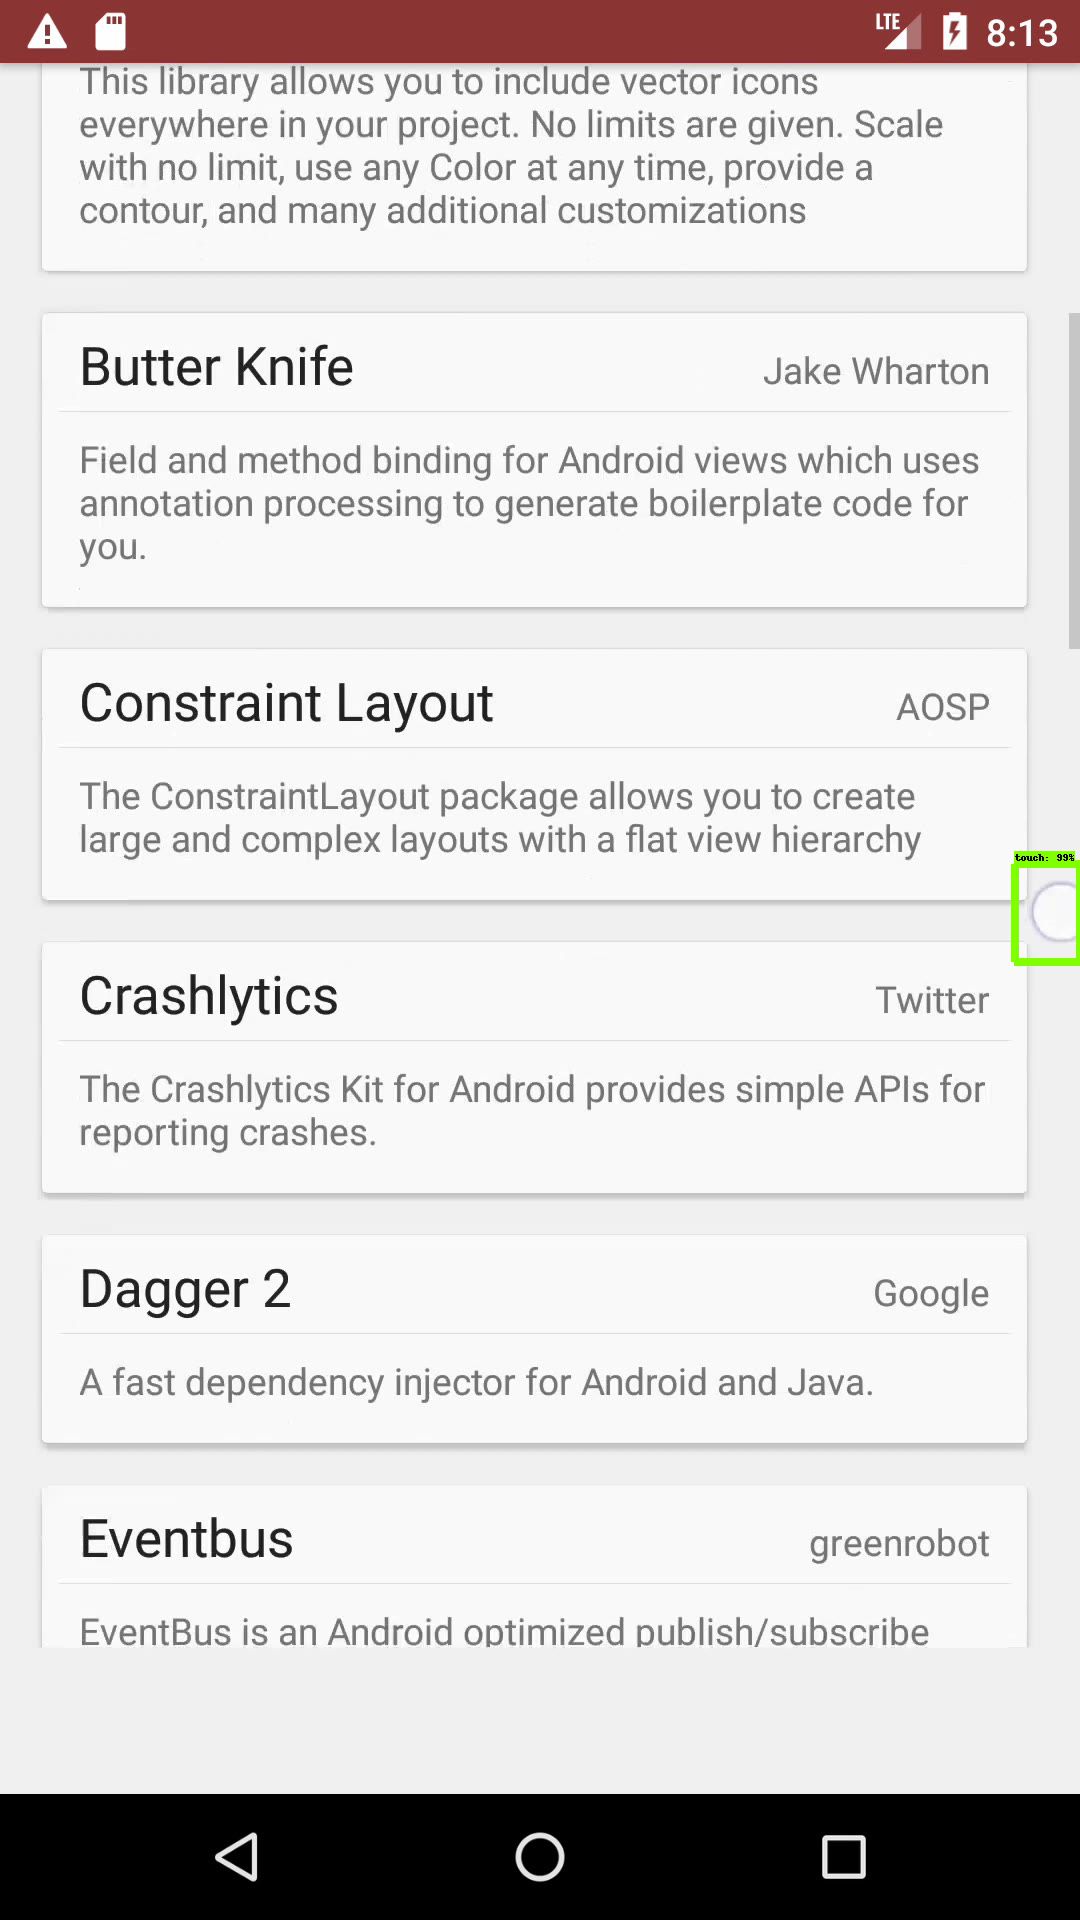 LTE 8:13
This library allows you to include vector icons
everywhere in your project. No limits are given. Scale
with no limit, use any Color at any time, provide a
contour, and many additional customizations
Butter Knife Jake Wharton
Field and method binding for Android views which uses
annotation processing to generate boilerplate code for
you.
Constraint Layout AOSP
The ConstraintLayout package allows you to create
large and complex layouts with a flat view hierarchy
touch: 99%
Crashlytics Twitter
The Crashlytics Kit for Android provides simple APIs for
reporting crashes.
Dagger 2 Google
A fast dependency injector for Android and Java.
Eventbus greenrobot
EventBus is an Android optimized publish/subscribe